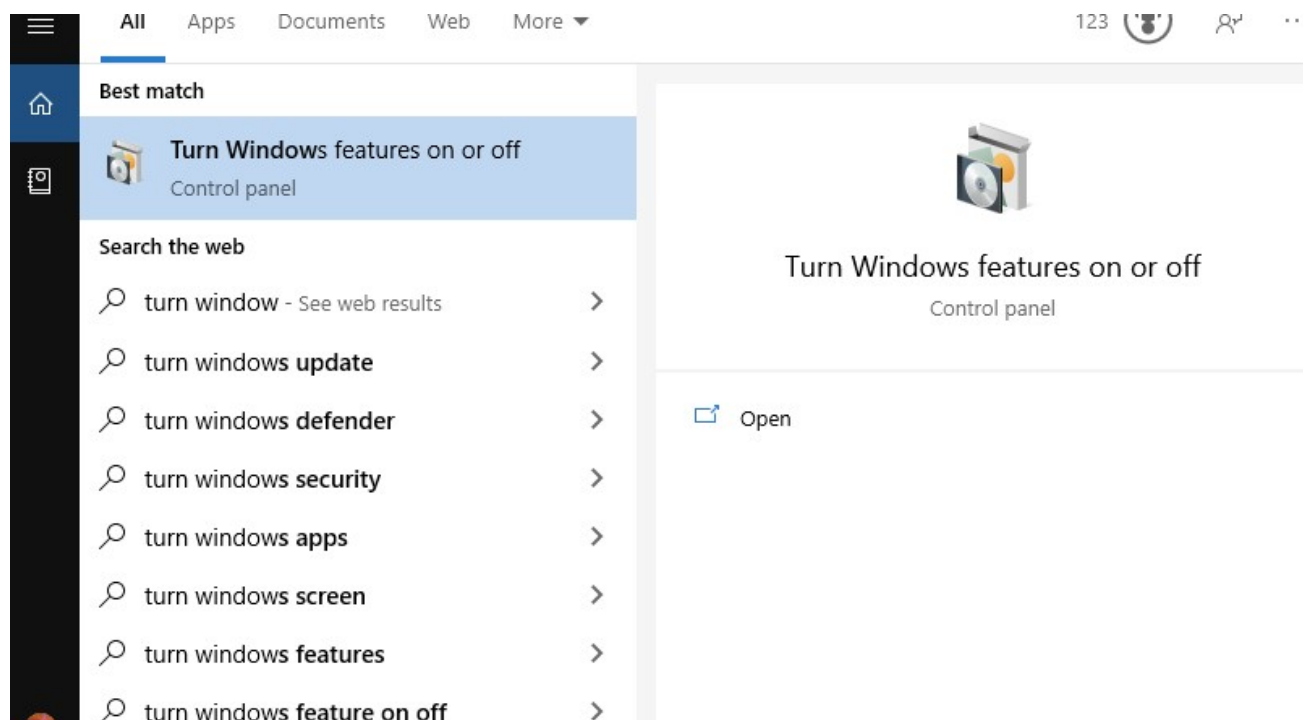 All Apps Documents Web More
123
Best match
Turn Windows features on or off
Control panel
Search the web
turn window - See web results
turn windows update
turn windows defender
turn windows security
turn windows apps
turn windows screen
turn windows features
turn windows feature on off
Turn Windows features on or off
Control panel
Open